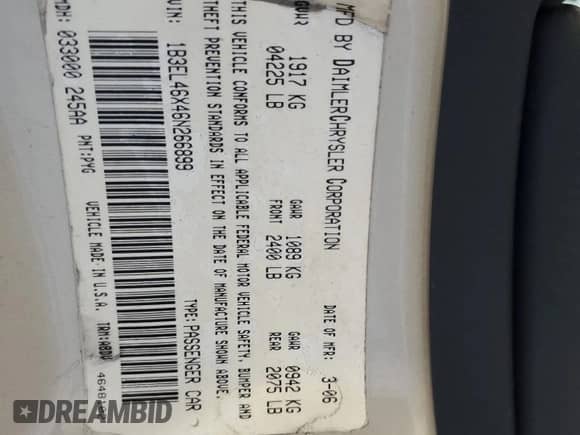 MFD BY DAIMLERCHRYSLER CORPORATION
DATE OF MFR: 3-06
GVWR
1917 KG
04225 LB
GAWR 1089 KG
FRONT 2400 LB
GAWR 0942 KG
REAR 2075 LB
THIS VEHICLE CONFORMS TO ALL APPLICABLE FEDERAL MOTOR VEHICLE SAFETY, BUMPER AND
THEFT PREVENTION STANDARDS IN EFFECT ON THE DATE OF MANUFACTURE SHOWN ABOVE.
VIN: 1B3EL46X46N266899
TYPE: PASSENGER CAR
MDH: 033000 245AA PNT:PYG
VEHICLE MADE IN U.S.A.
DREAMBID